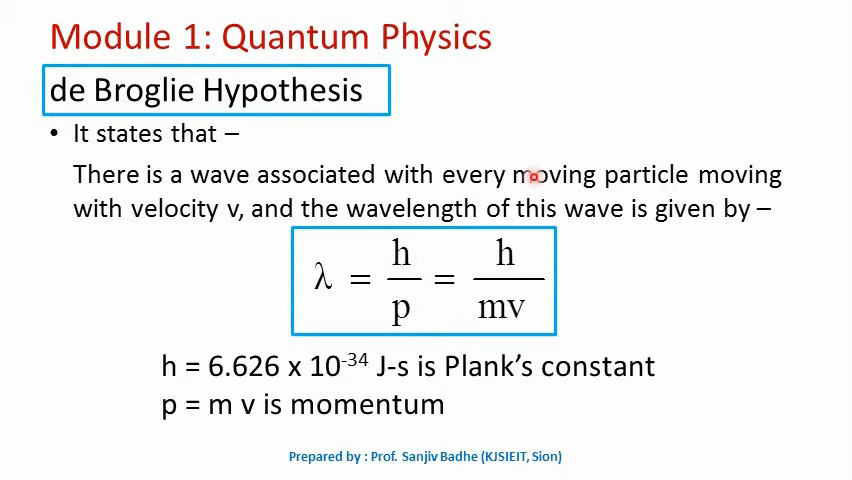 Module 1: Quantum Physics
de Broglie Hypothesis
• It states that –
There is a wave associated with every moving particle moving
with velocity v, and the wavelength of this wave is given by –
λ = h/p = h/mv
h = 6.626 x 10⁻³⁴ J-s is Plank’s constant
p = m v is momentum
Prepared by : Prof. Sanjiv Badhe (KJSIEIT, Sion)